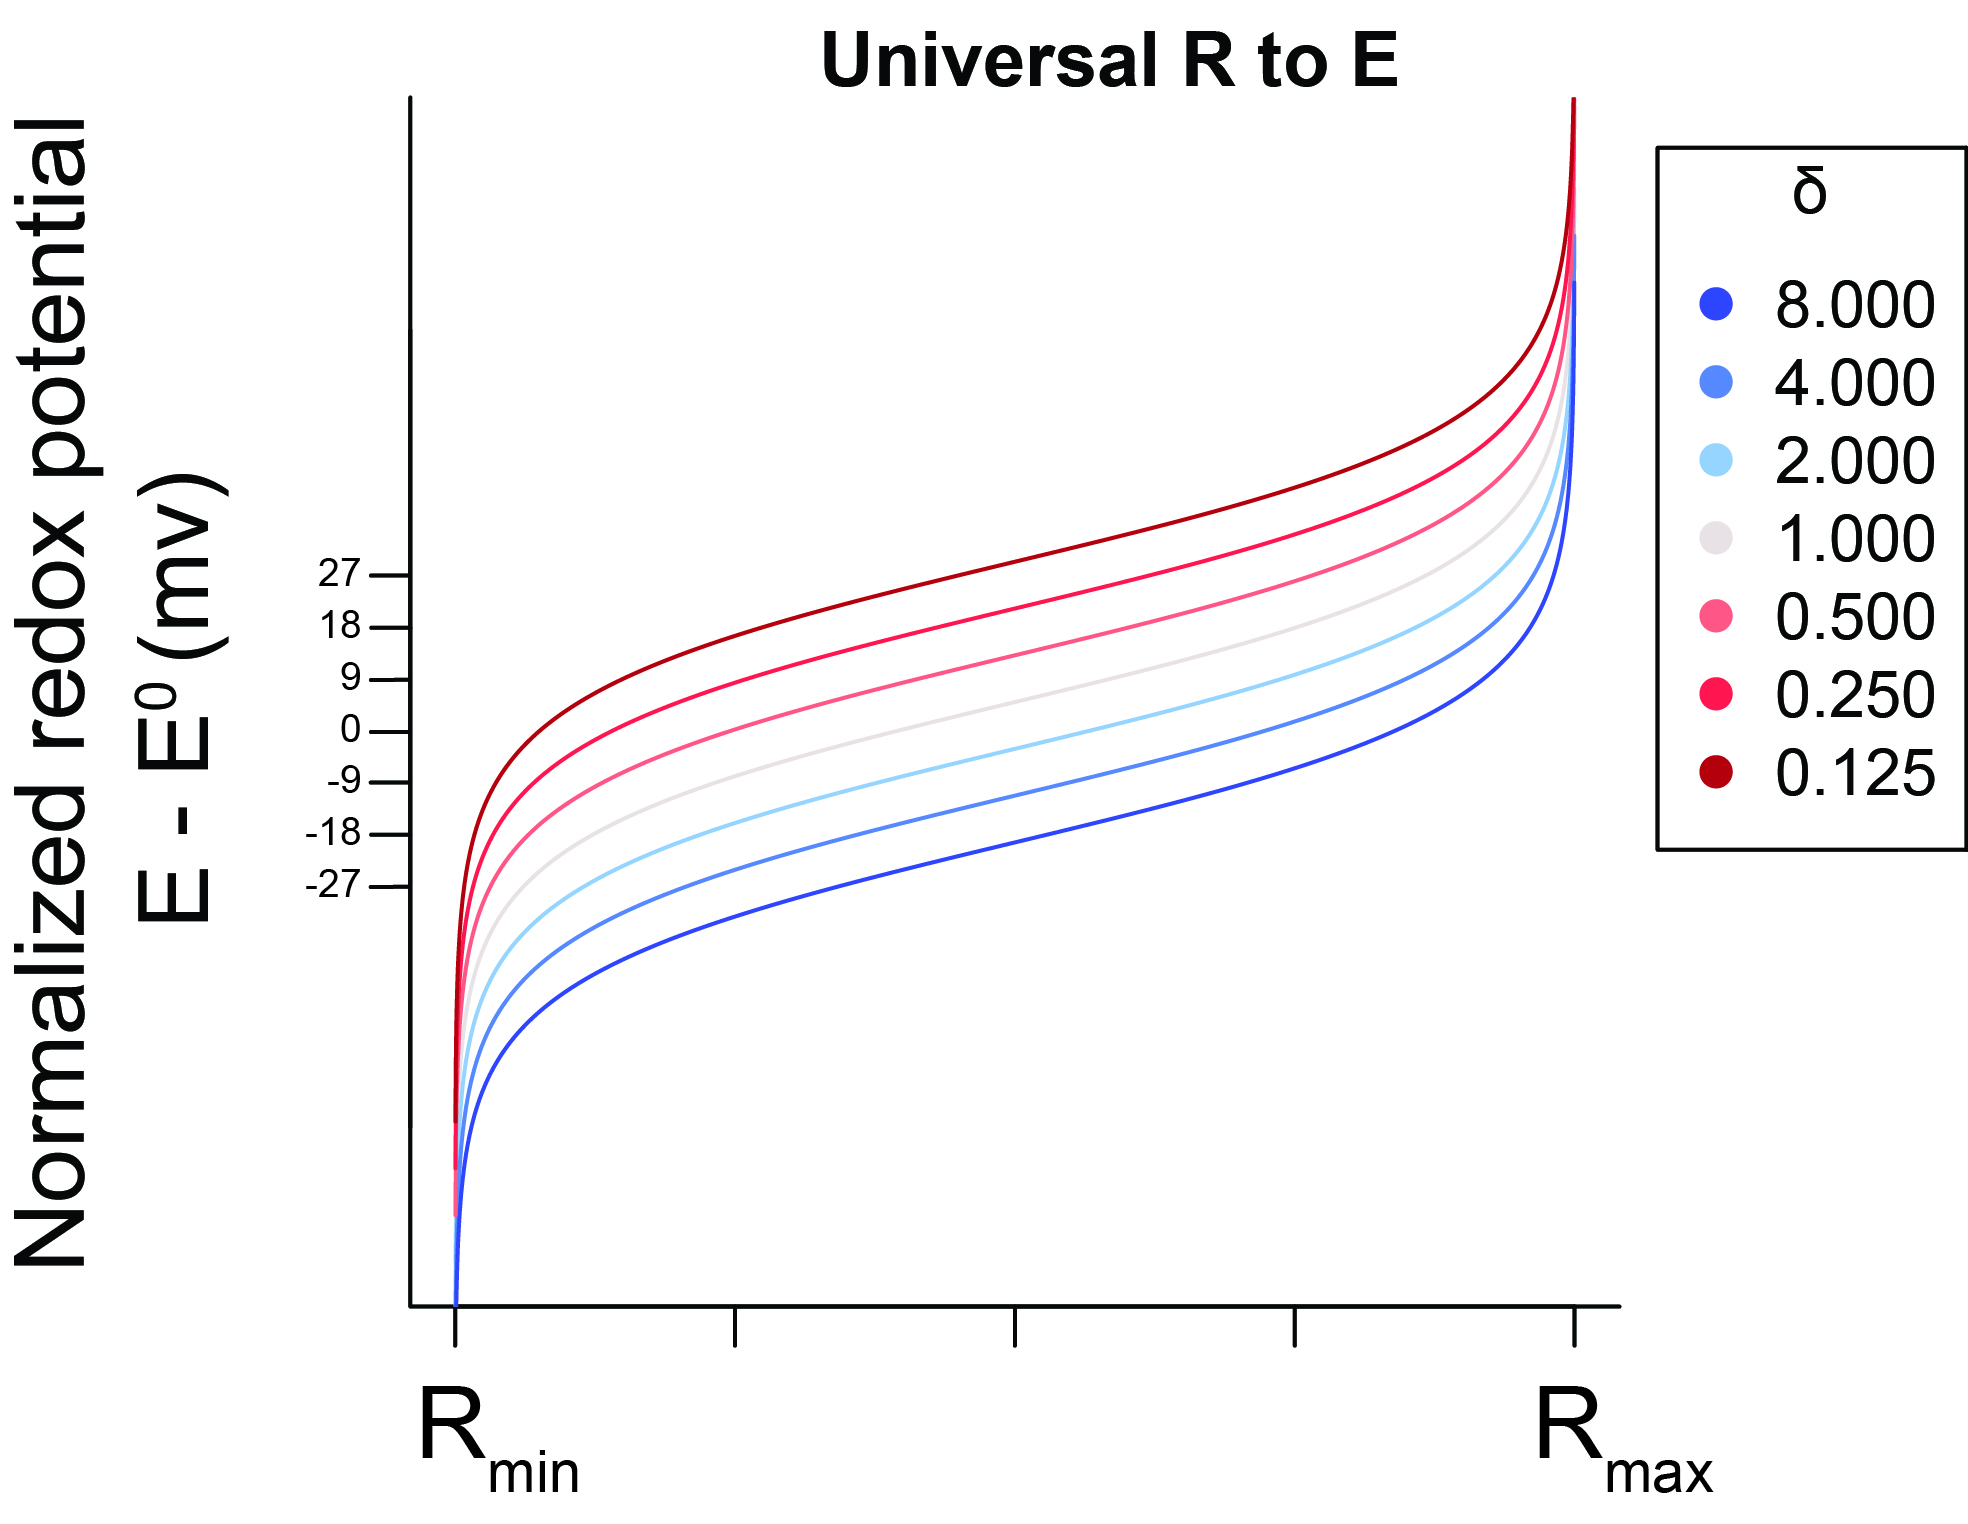 Universal R to E
Normalized redox potential
E - E⁰ (mv)
27
18
9
0
-9
-18
-27
Rmin
Rmax
δ
8.000
4.000
2.000
1.000
0.500
0.250
0.125